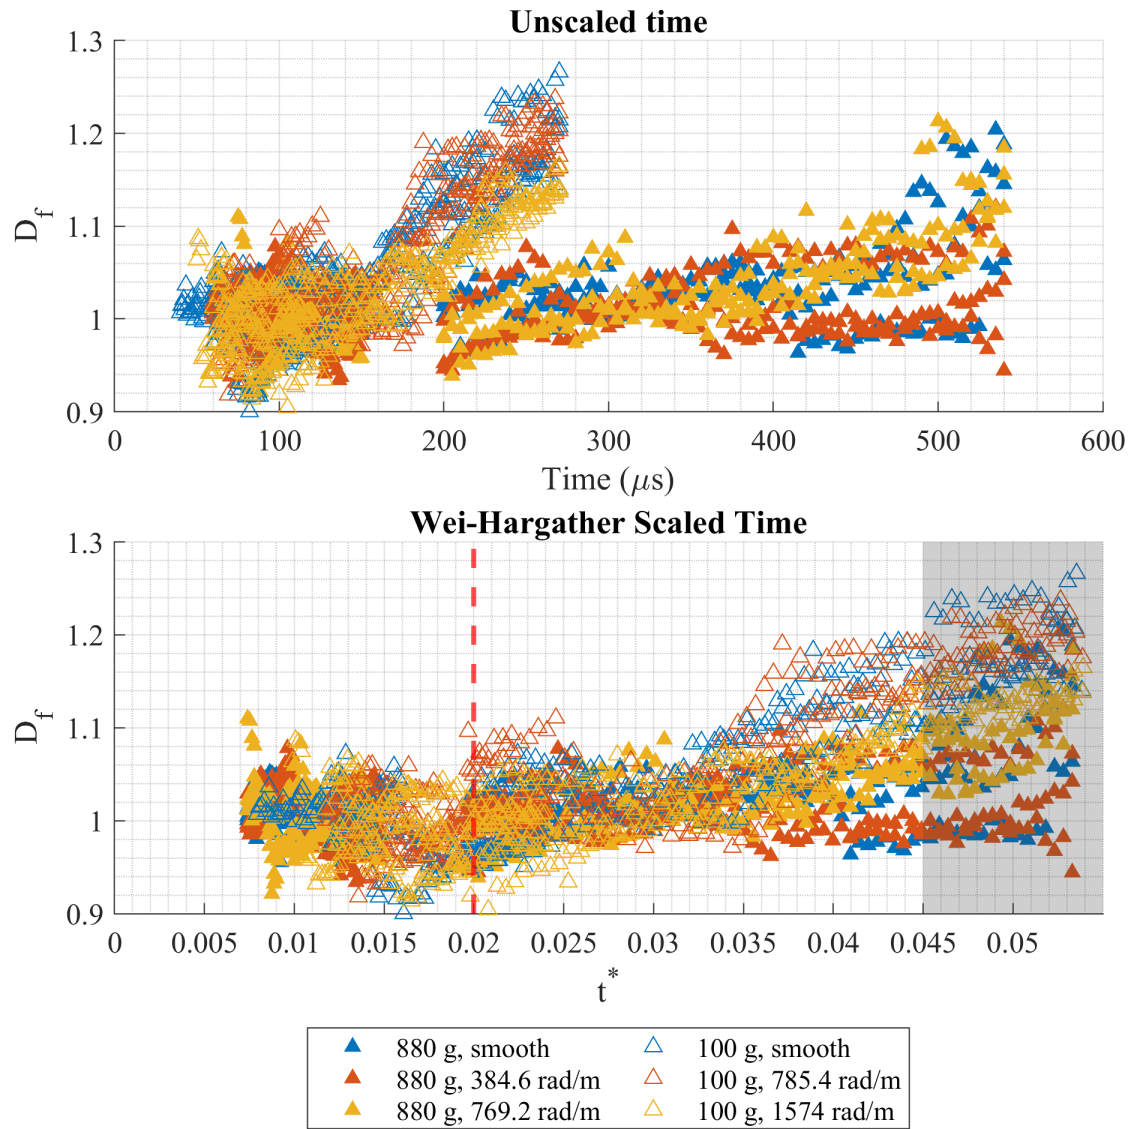 Unscaled time
1.3
1.2
1.1
1
0.9
D_f
0 100 200 300 400 500 600
Time (μs)
Wei-Hargather Scaled Time
1.3
1.2
1.1
1
0.9
D_f
0 0.005 0.01 0.015 0.02 0.025 0.03 0.035 0.04 0.045 0.05
t*
880 g, smooth 100 g, smooth
880 g, 384.6 rad/m 100 g, 785.4 rad/m
880 g, 769.2 rad/m 100 g, 1574 rad/m